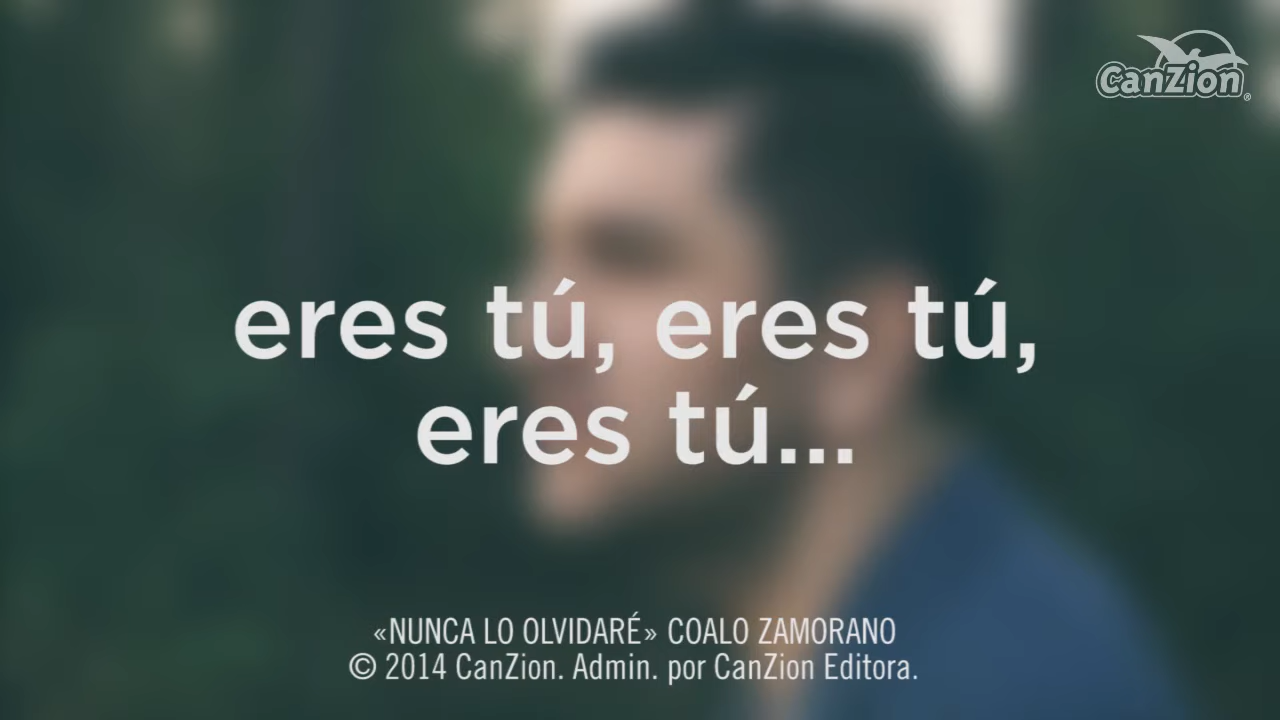 CanZion®
eres tú, eres tú,
eres tú...
«NUNCA LO OLVIDARÉ» COALO ZAMORANO
© 2014 CanZion. Admin. por CanZion Editora.